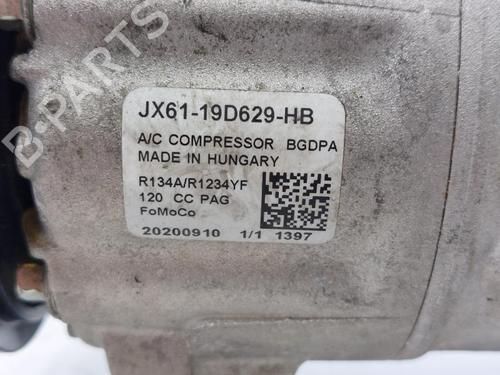 JX61-19D629-HB
A/C COMPRESSOR BGDPA
MADE IN HUNGARY
R134A/R1234YF
120 CC PAG
FoMoCo
20200910 1/1 1397
B-PARTS